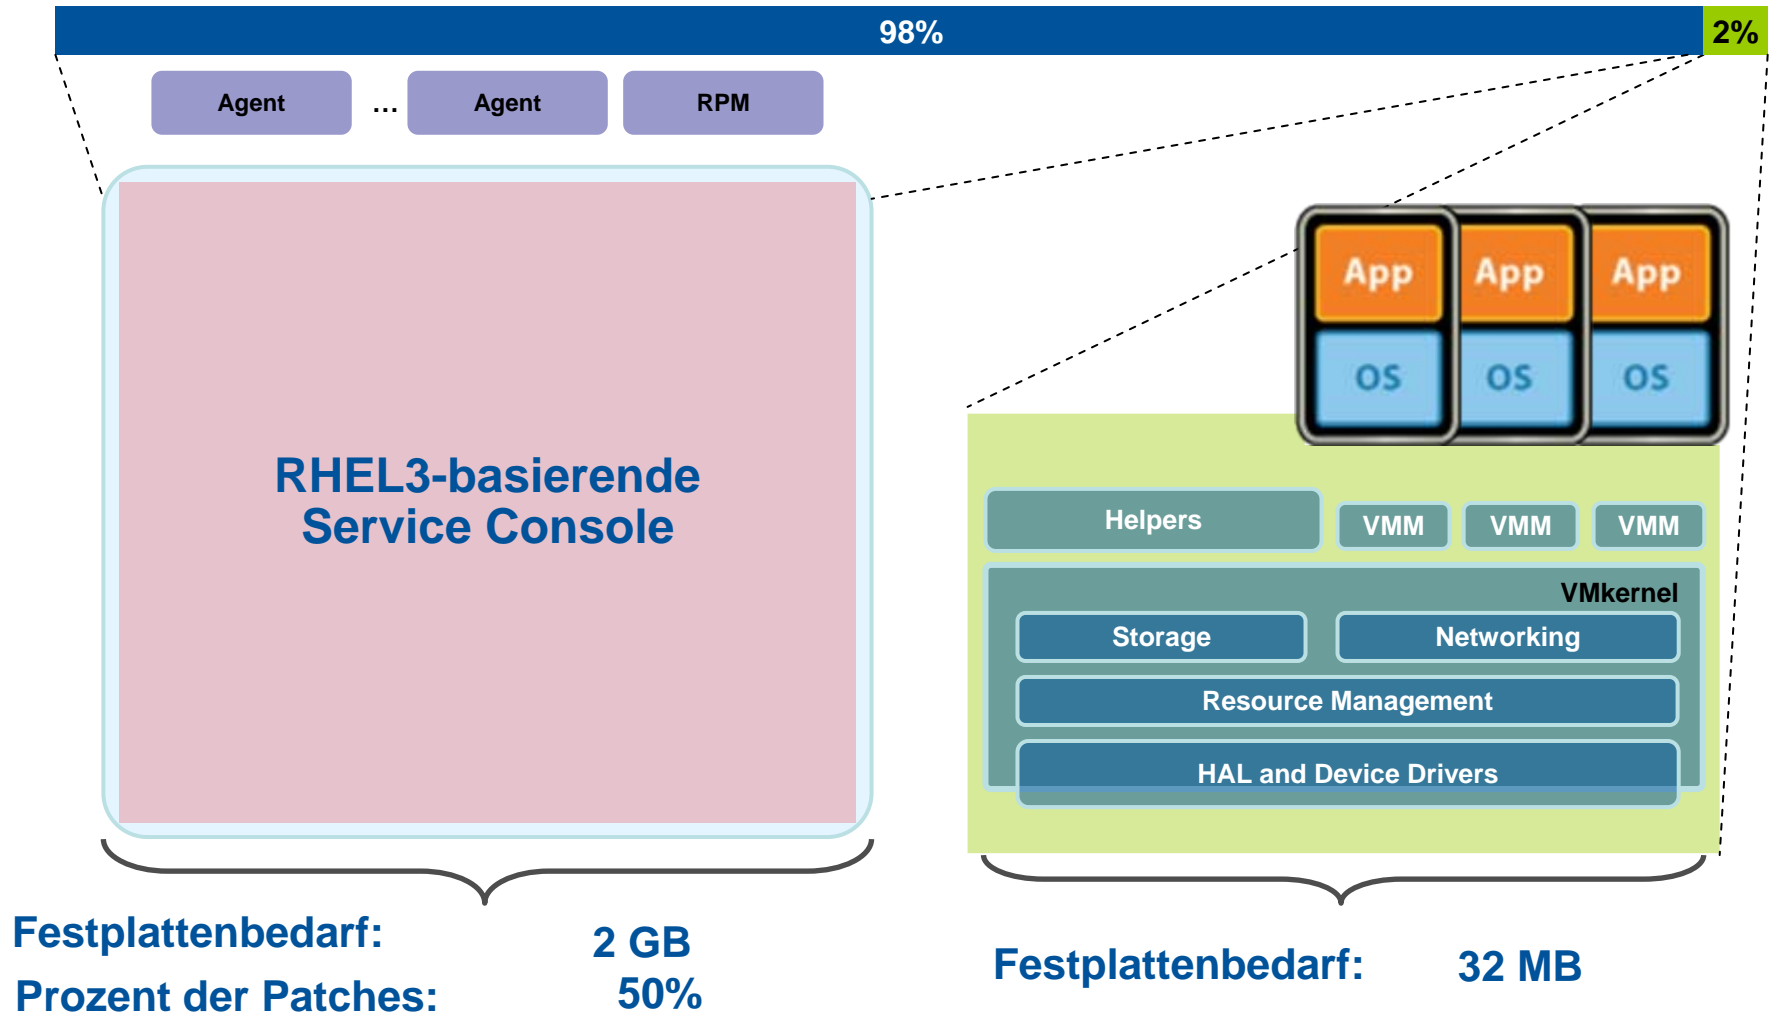 98%
2%
Agent
...
Agent
RPM
RHEL3-basierende
Service Console
App
App
App
OS
OS
OS
Helpers
VMM
VMM
VMM
VMkernel
Storage
Networking
Resource Management
HAL and Device Drivers
Festplattenbedarf: 2 GB
Prozent der Patches: 50%
Festplattenbedarf: 32 MB